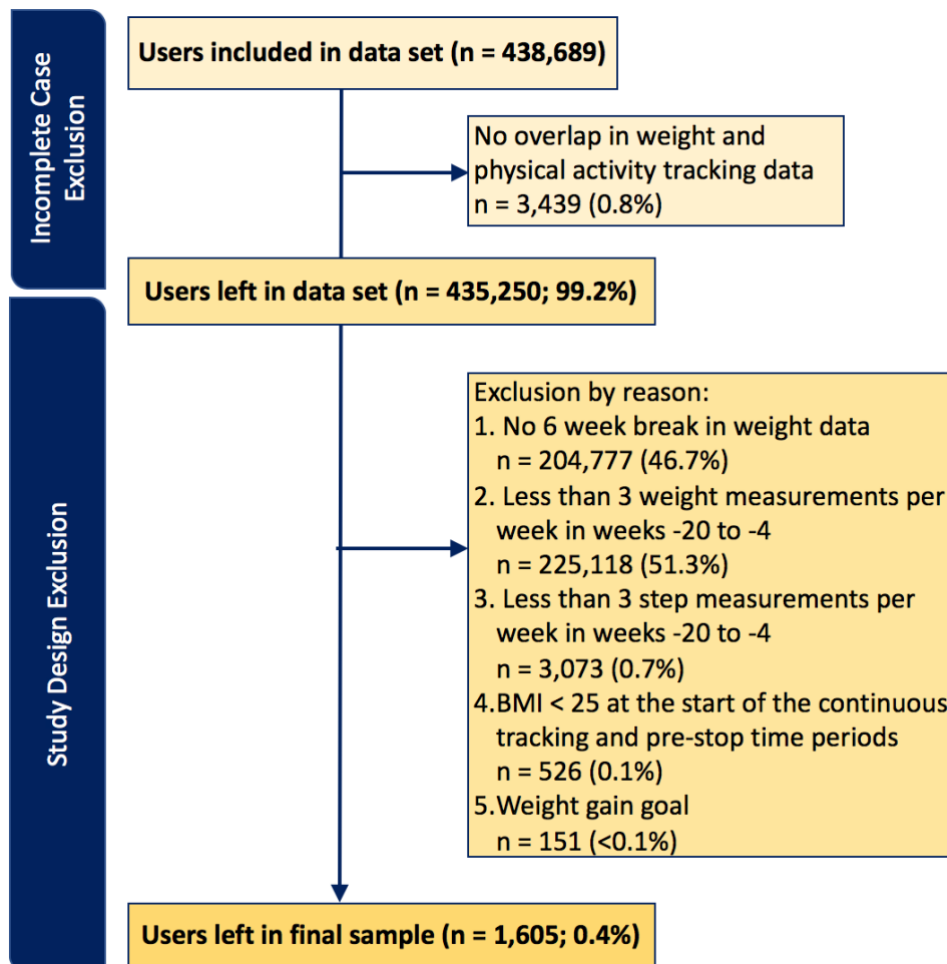 Incomplete Case
Exclusion
Users included in data set (n = 438,689)
No overlap in weight and
physical activity tracking data
n = 3,439 (0.8%)
Users left in data set (n = 435,250; 99.2%)
Study Design Exclusion
Exclusion by reason:
1. No 6 week break in weight data
n = 204,777 (46.7%)
2. Less than 3 weight measurements per
week in weeks -20 to -4
n = 225,118 (51.3%)
3. Less than 3 step measurements per
week in weeks -20 to -4
n = 3,073 (0.7%)
4.BMI < 25 at the start of the continuous
tracking and pre-stop time periods
n = 526 (0.1%)
5.Weight gain goal
n = 151 (<0.1%)
Users left in final sample (n = 1,605; 0.4%)